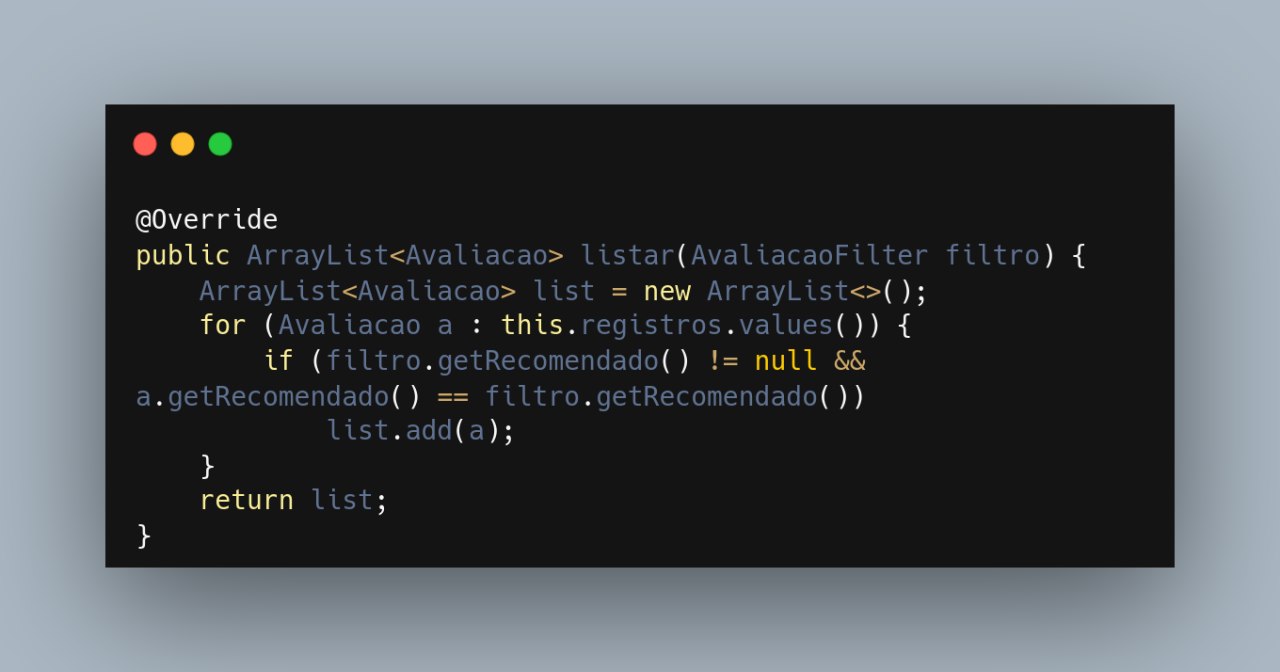 @Override
public ArrayList<Avaliacao> listar(AvaliacaoFilter filtro) {
    ArrayList<Avaliacao> list = new ArrayList<>();
    for (Avaliacao a : this.registros.values()) {
        if (filtro.getRecomendado() != null &&
a.getRecomendado() == filtro.getRecomendado())
            list.add(a);
    }
    return list;
}